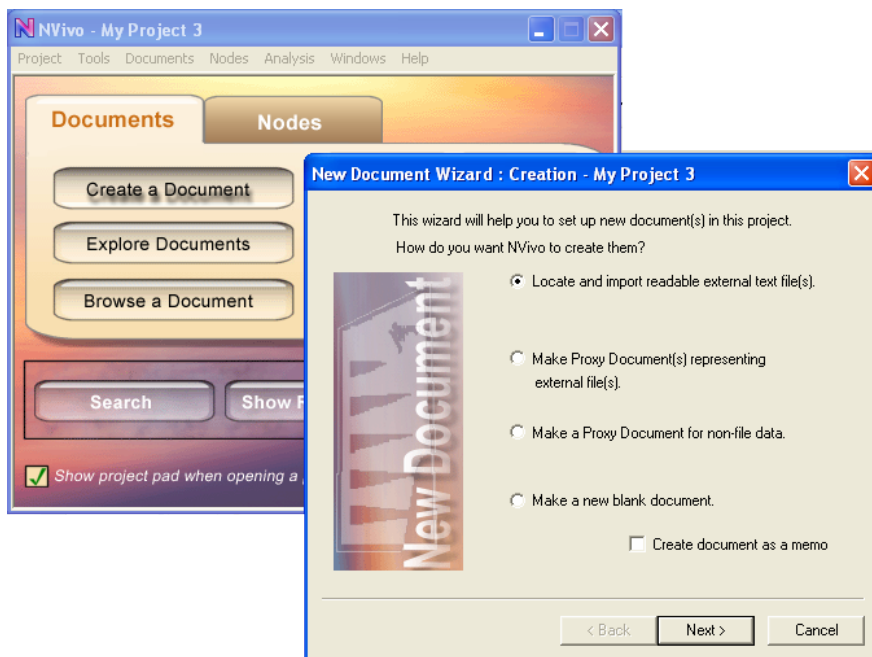 NVivo - My Project 3
Project Tools Documents Nodes Analysis Windows Help
Documents
Nodes
Create a Document
Explore Documents
Browse a Document
Search
Show
Show project pad when opening a
New Document Wizard : Creation - My Project 3
This wizard will help you to set up new document(s) in this project.
How do you want NVivo to create them?
New Document
Locate and import readable external text file(s).
Make Proxy Document(s) representing
external file(s).
Make a Proxy Document for non-file data.
Make a new blank document.
Create document as a memo
< Back
Next >
Cancel